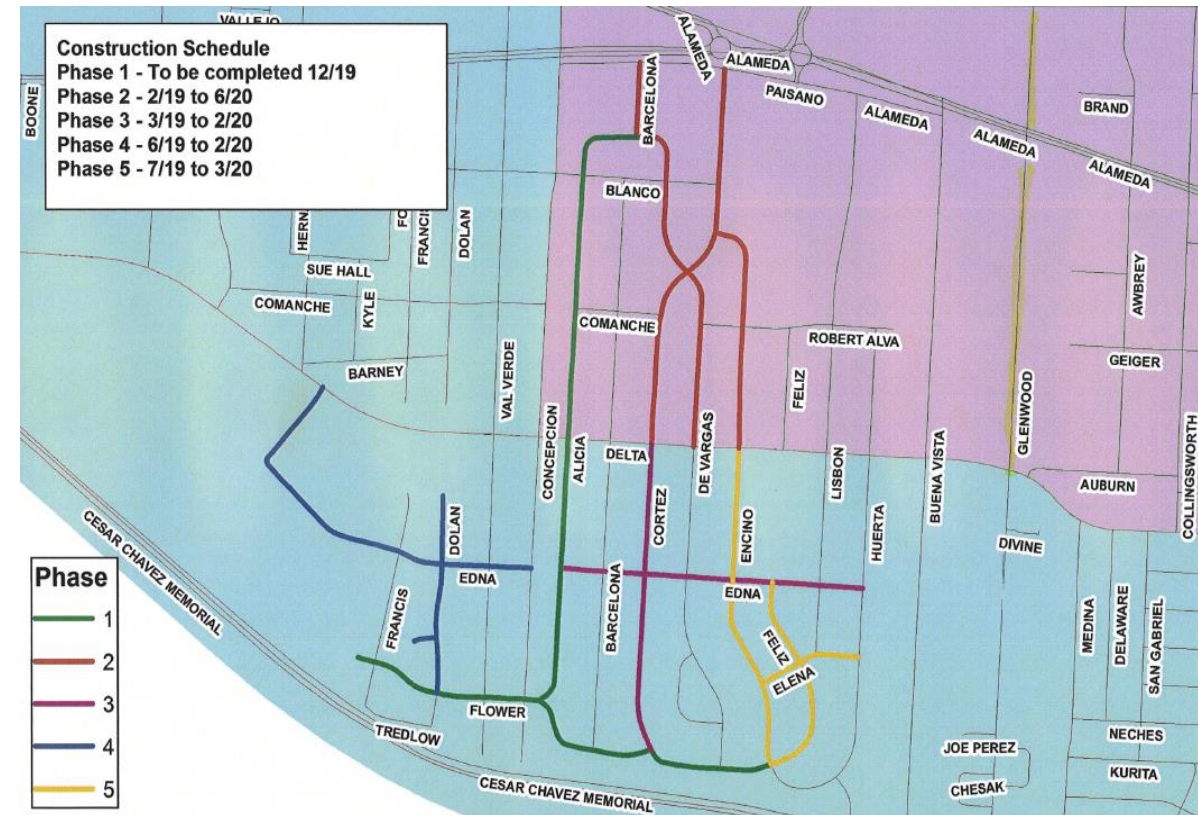 VALLEJO
Construction Schedule
Phase 1 - To be completed 12/19
Phase 2 - 2/19 to 6/20
Phase 3 - 3/19 to 2/20
Phase 4 - 6/19 to 2/20
Phase 5 - 7/19 to 3/20
ALAMEDA
ALAMEDA
BARCELONA
PAISANO
ALAMEDA
ALAMEDA
ALAMEDA
BRAND
BOONE
BLANCO
DOLAN
SUE HALL
COMANCHE
KYLE
COMANCHE
ROBERT ALVA
AWBREY
GEIGER
BARNEY
VAL VERDE
FELIZ
GLENWOOD
CONCEPCION
ALICIA
DELTA
DE VARGAS
LISBON
BUENA VISTA
AUBURN
COLLINGSWORTH
DOLAN
CORTEZ
ENCINO
HUERTA
DIVINE
CESAR CHAVEZ MEMORIAL
EDNA
BARCELONA
EDNA
FRANCIS
FELIZ
ELENA
MEDINA
DELAWARE
SAN GABRIEL
FLOWER
TREDLOW
JOE PEREZ
NECHES
CHESAK
KURITA
CESAR CHAVEZ MEMORIAL
Phase
1
2
3
4
5